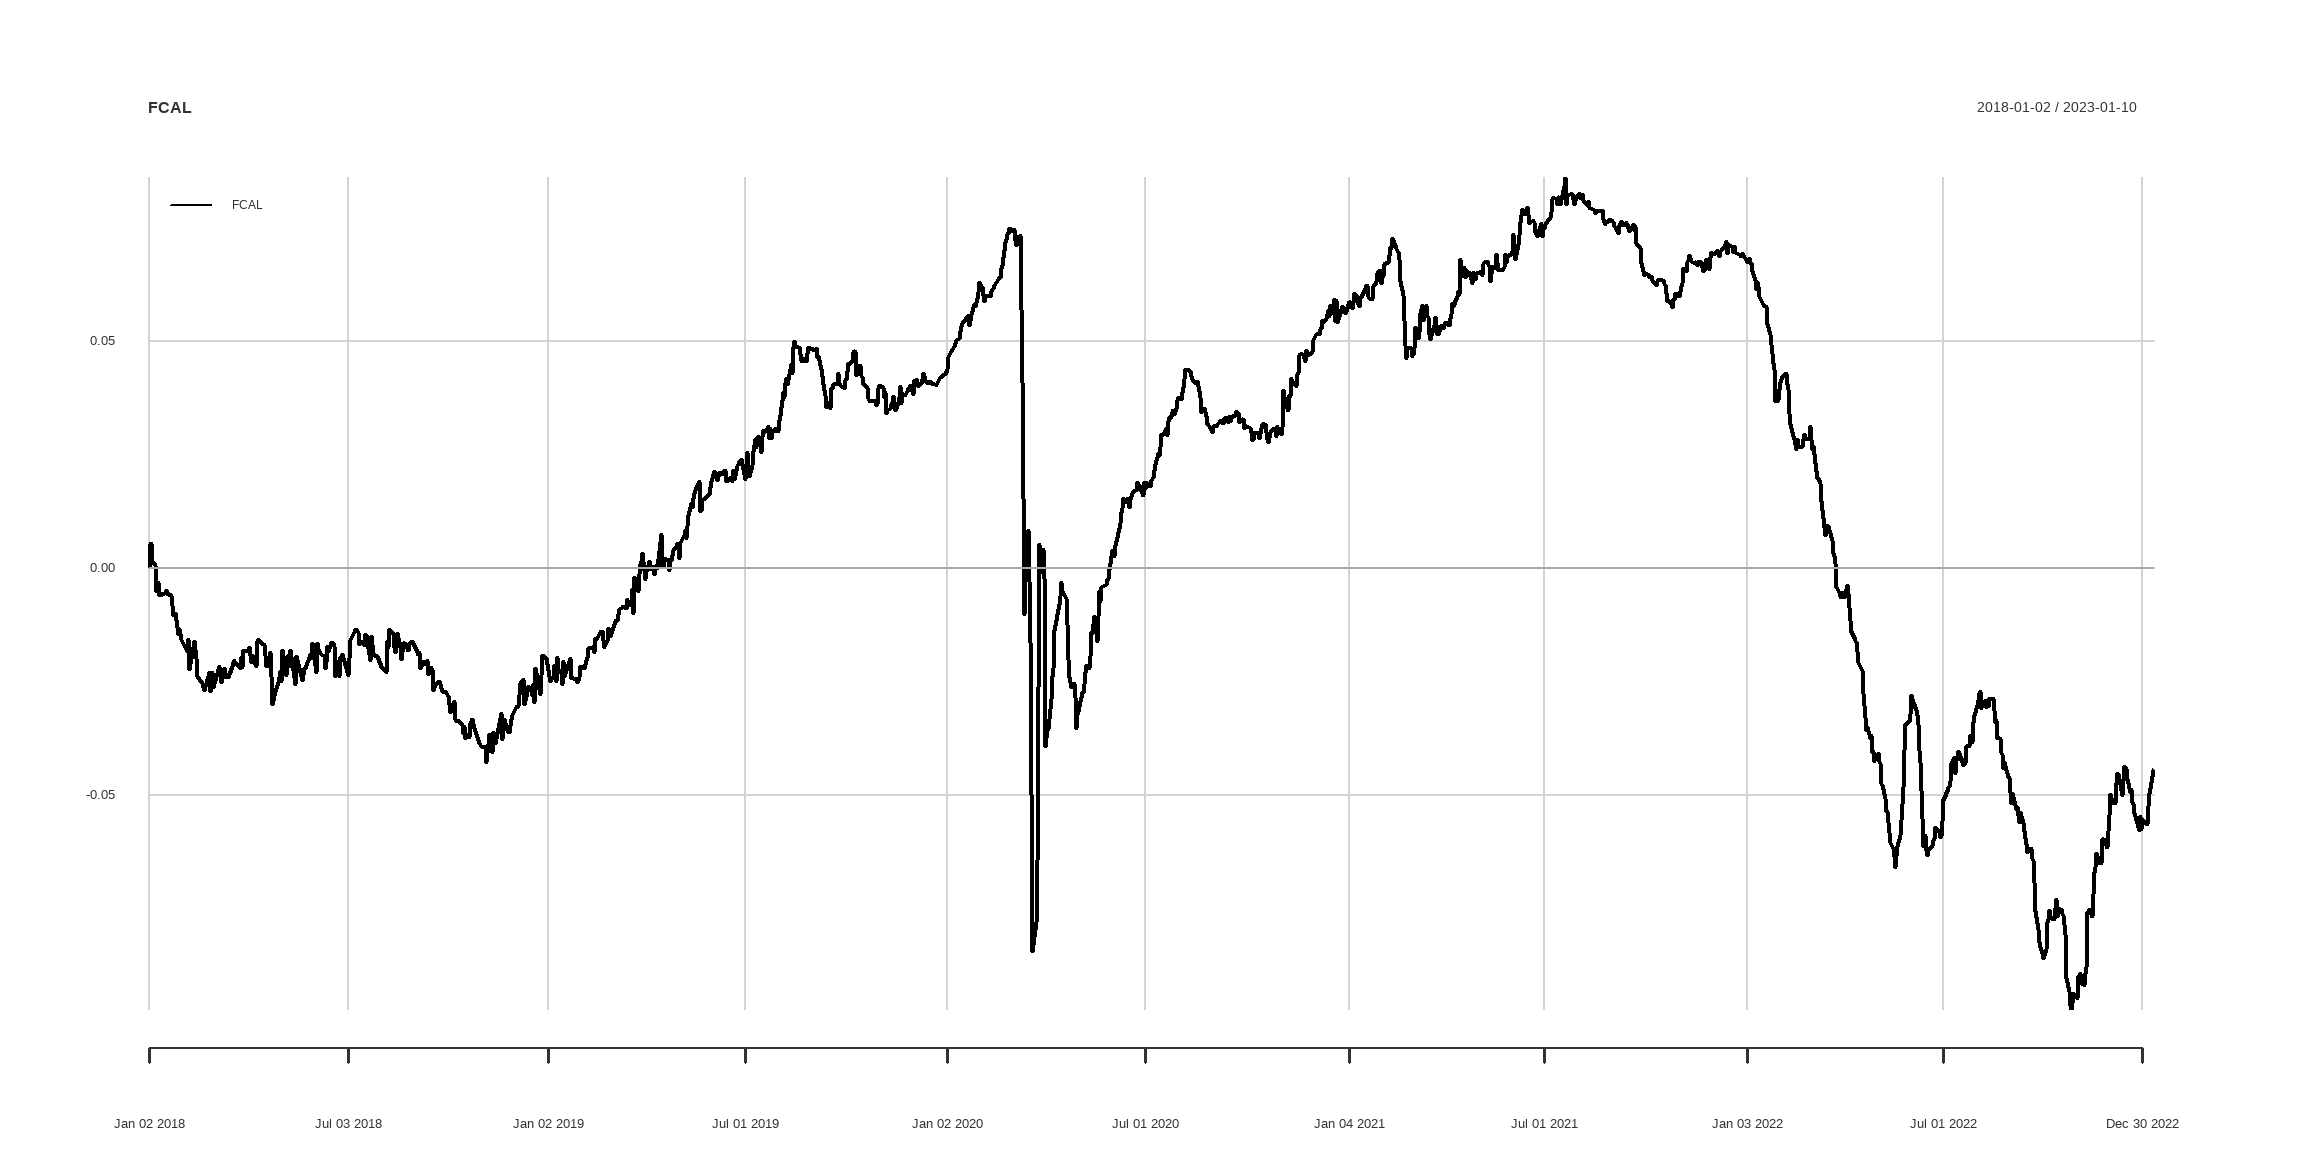 FCAL
2018-01-02 / 2023-01-10
FCAL
0.05
0.00
-0.05
Jan 02 2018
Jul 03 2018
Jan 02 2019
Jul 01 2019
Jan 02 2020
Jul 01 2020
Jan 04 2021
Jul 01 2021
Jan 03 2022
Jul 01 2022
Dec 30 2022